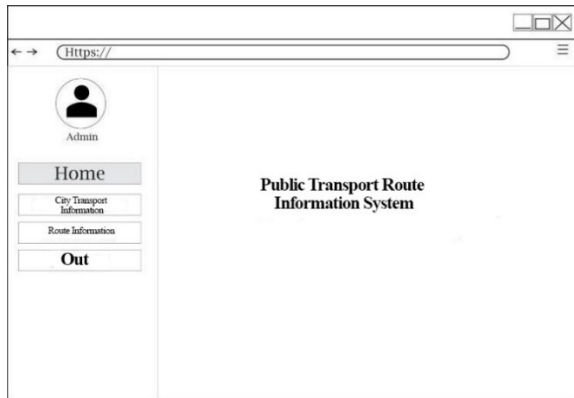 Https://
Admin
Home
City Transport
Information
Route Information
Out
Public Transport Route
Information System